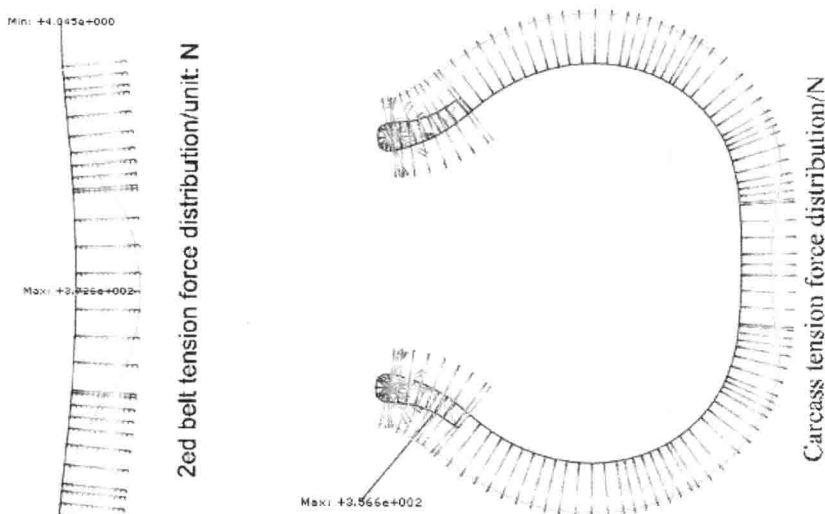 Min: +4.045e+000
Max: +3.726e+002
2ed belt tension force distribution/unit: N
Max: +3.566e+002
Carcass tension force distribution/N